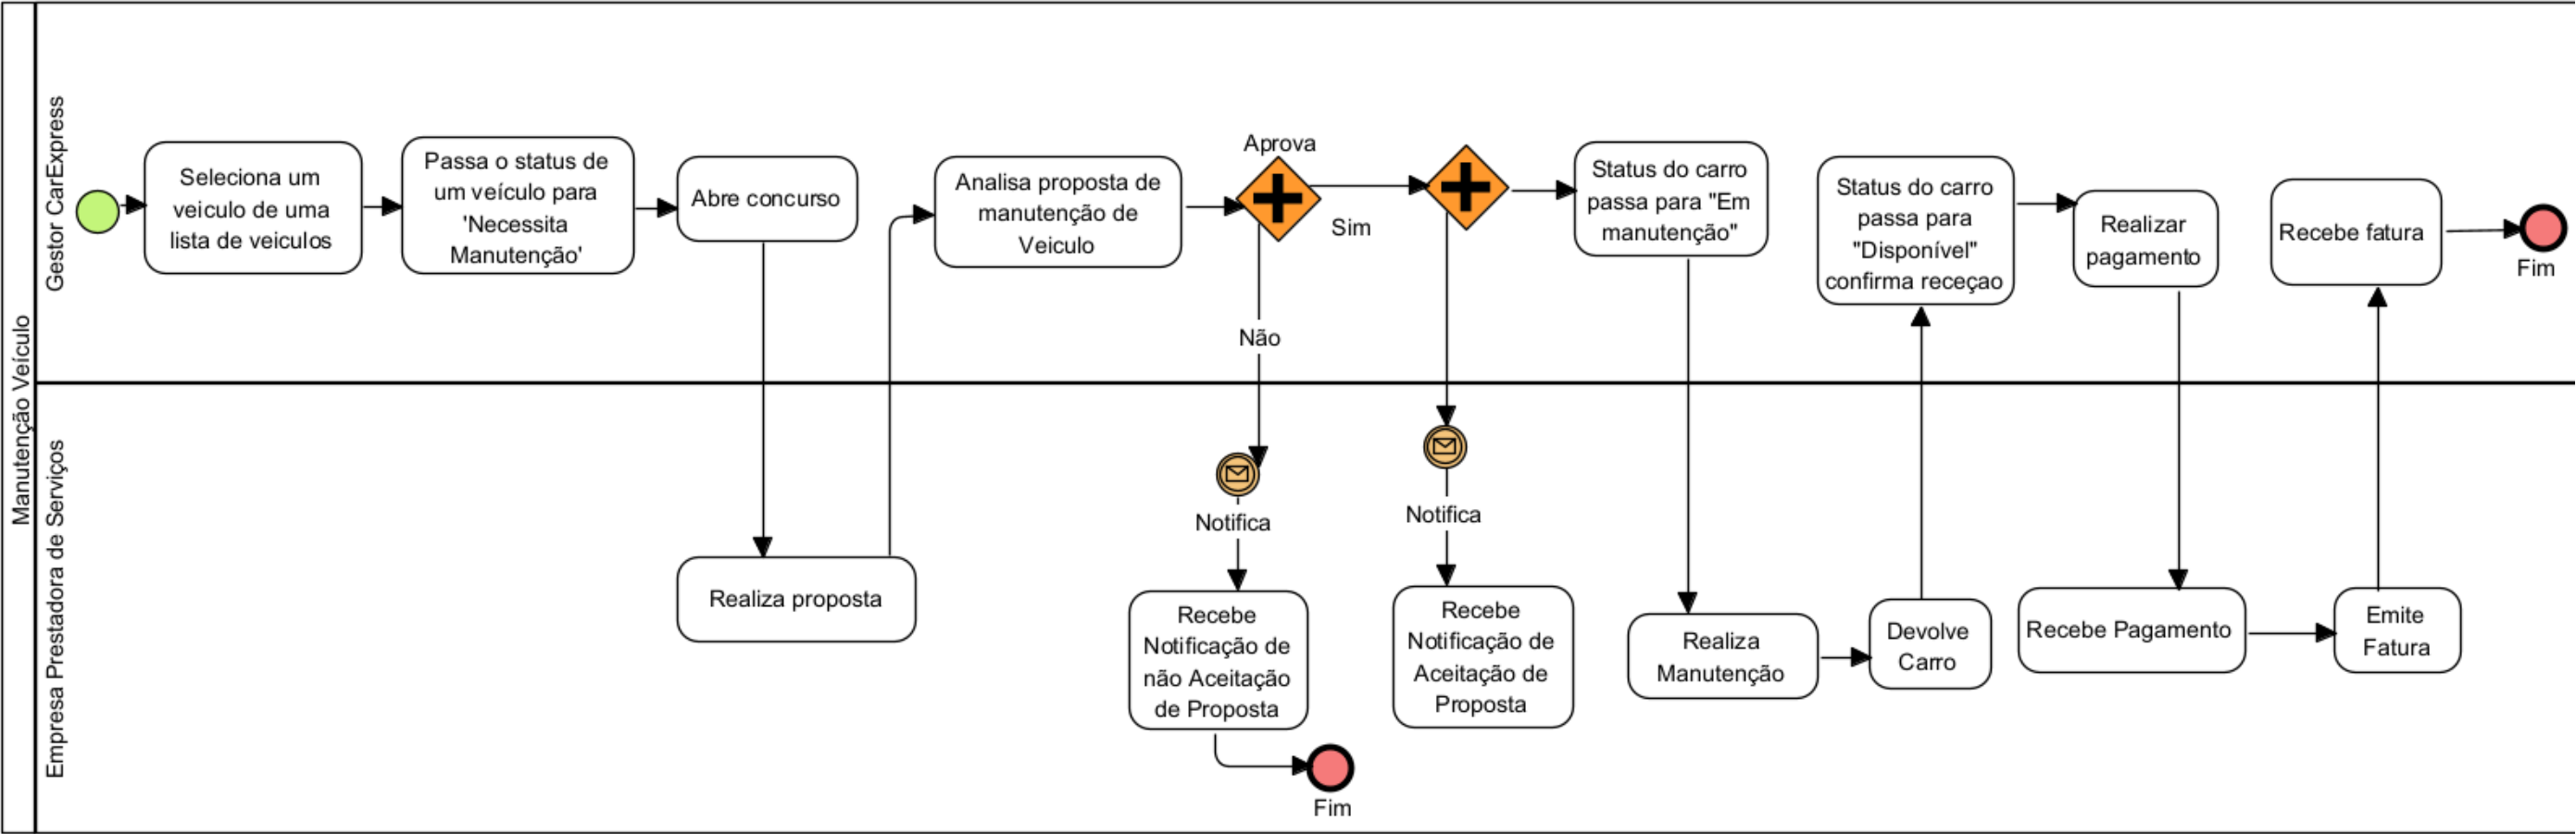 Manutenção Veículo
Gestor CarExpress
Seleciona um
veiculo de uma
lista de veiculos
Passa o status de
um veículo para
'Necessita
Manutenção'
Abre concurso
Analisa proposta de
manutenção de
Veiculo
Aprova
Sim
Não
Status do carro
passa para "Em
manutenção"
Status do carro
passa para
"Disponível"
confirma receçao
Realizar
pagamento
Recebe fatura
Fim
Empresa Prestadora de Serviços
Realiza proposta
Notifica
Recebe
Notificação de
não Aceitação
de Proposta
Fim
Notifica
Recebe
Notificação de
Aceitação de
Proposta
Realiza
Manutenção
Devolve
Carro
Recebe Pagamento
Emite
Fatura